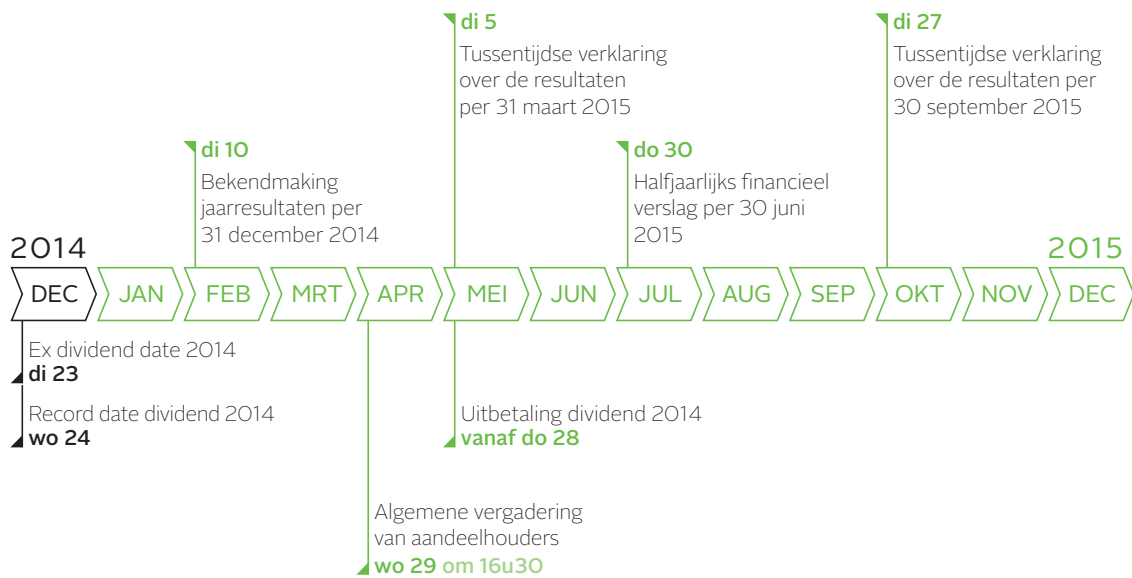 di 5
Tussentijdse verklaring
over de resultaten
per 31 maart 2015
di 27
Tussentijdse verklaring
over de resultaten per
30 september 2015
di 10
Bekendmaking
jaarresultaten per
31 december 2014
do 30
Halfjaarlijks financieel
verslag per 30 juni
2015
2014
2015
DEC JAN FEB MRT APR MEI JUN JUL AUG SEP OKT NOV DEC
Ex dividend date 2014
di 23
Record date dividend 2014
wo 24
Uitbetaling dividend 2014
vanaf do 28
Algemene vergadering
van aandeelhouders
wo 29 om 16u30